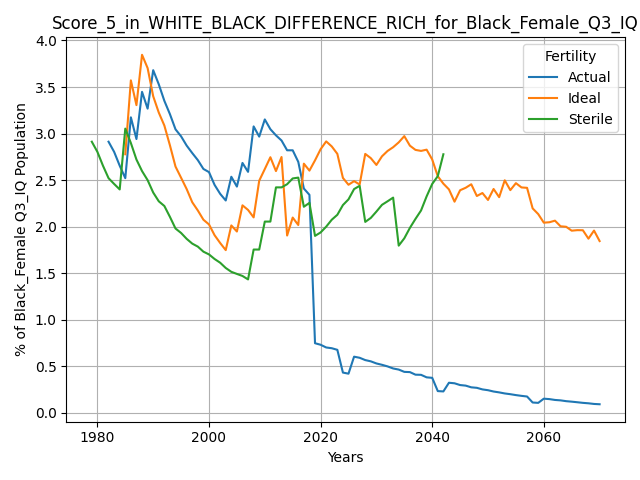 Score_5_in_WHITE_BLACK_DIFFERENCE_RICH_for_Black_Female_Q3_IQ
% of Black_Female Q3_IQ Population
4.0
3.5
3.0
2.5
2.0
1.5
1.0
0.5
0.0
Fertility
Actual
Ideal
Sterile
1980
2000
2020
2040
2060
Years